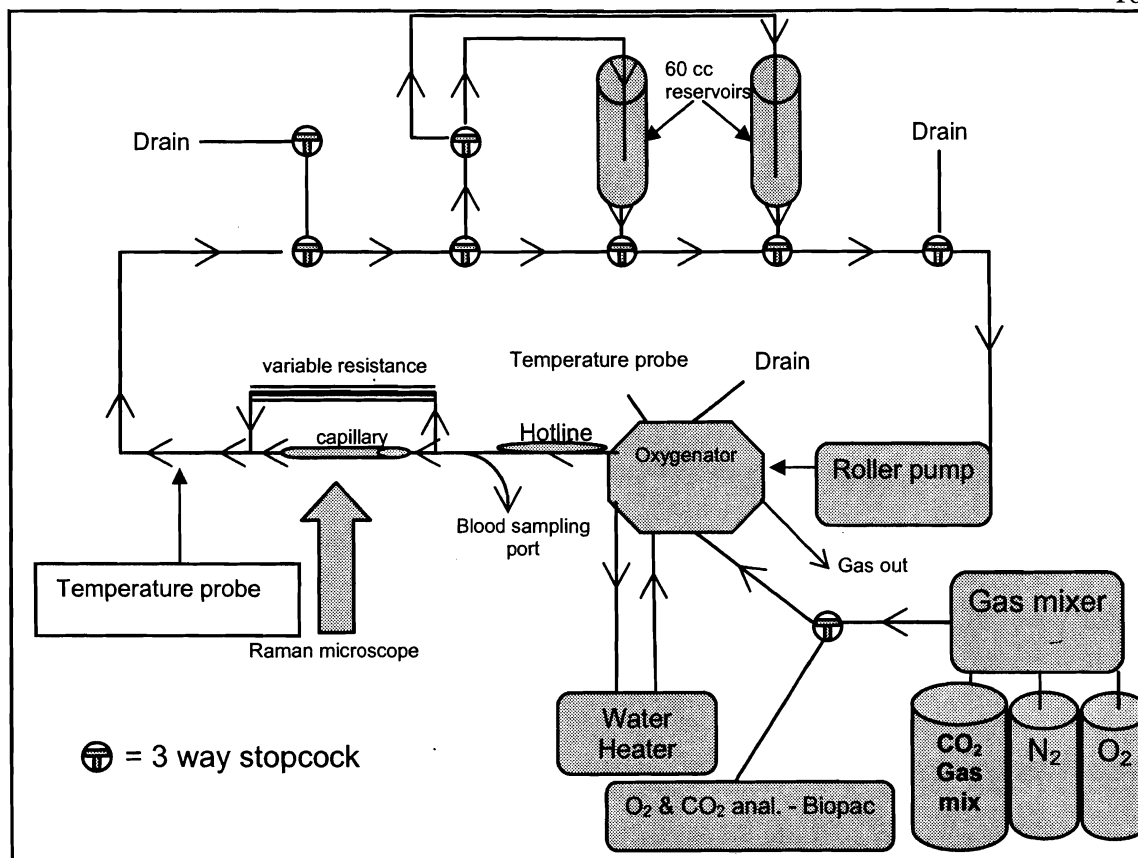 60 cc
reservoirs
Drain
Drain
variable resistance
Temperature probe
Drain
capillary
Hotline
Oxygenator
Roller pump
Blood sampling
port
Gas out
Temperature probe
Gas mixer
Raman microscope
Water
Heater
CO₂
Gas
mix
N₂
O₂
= 3 way stopcock
O₂ & CO₂ anal. - Biopac